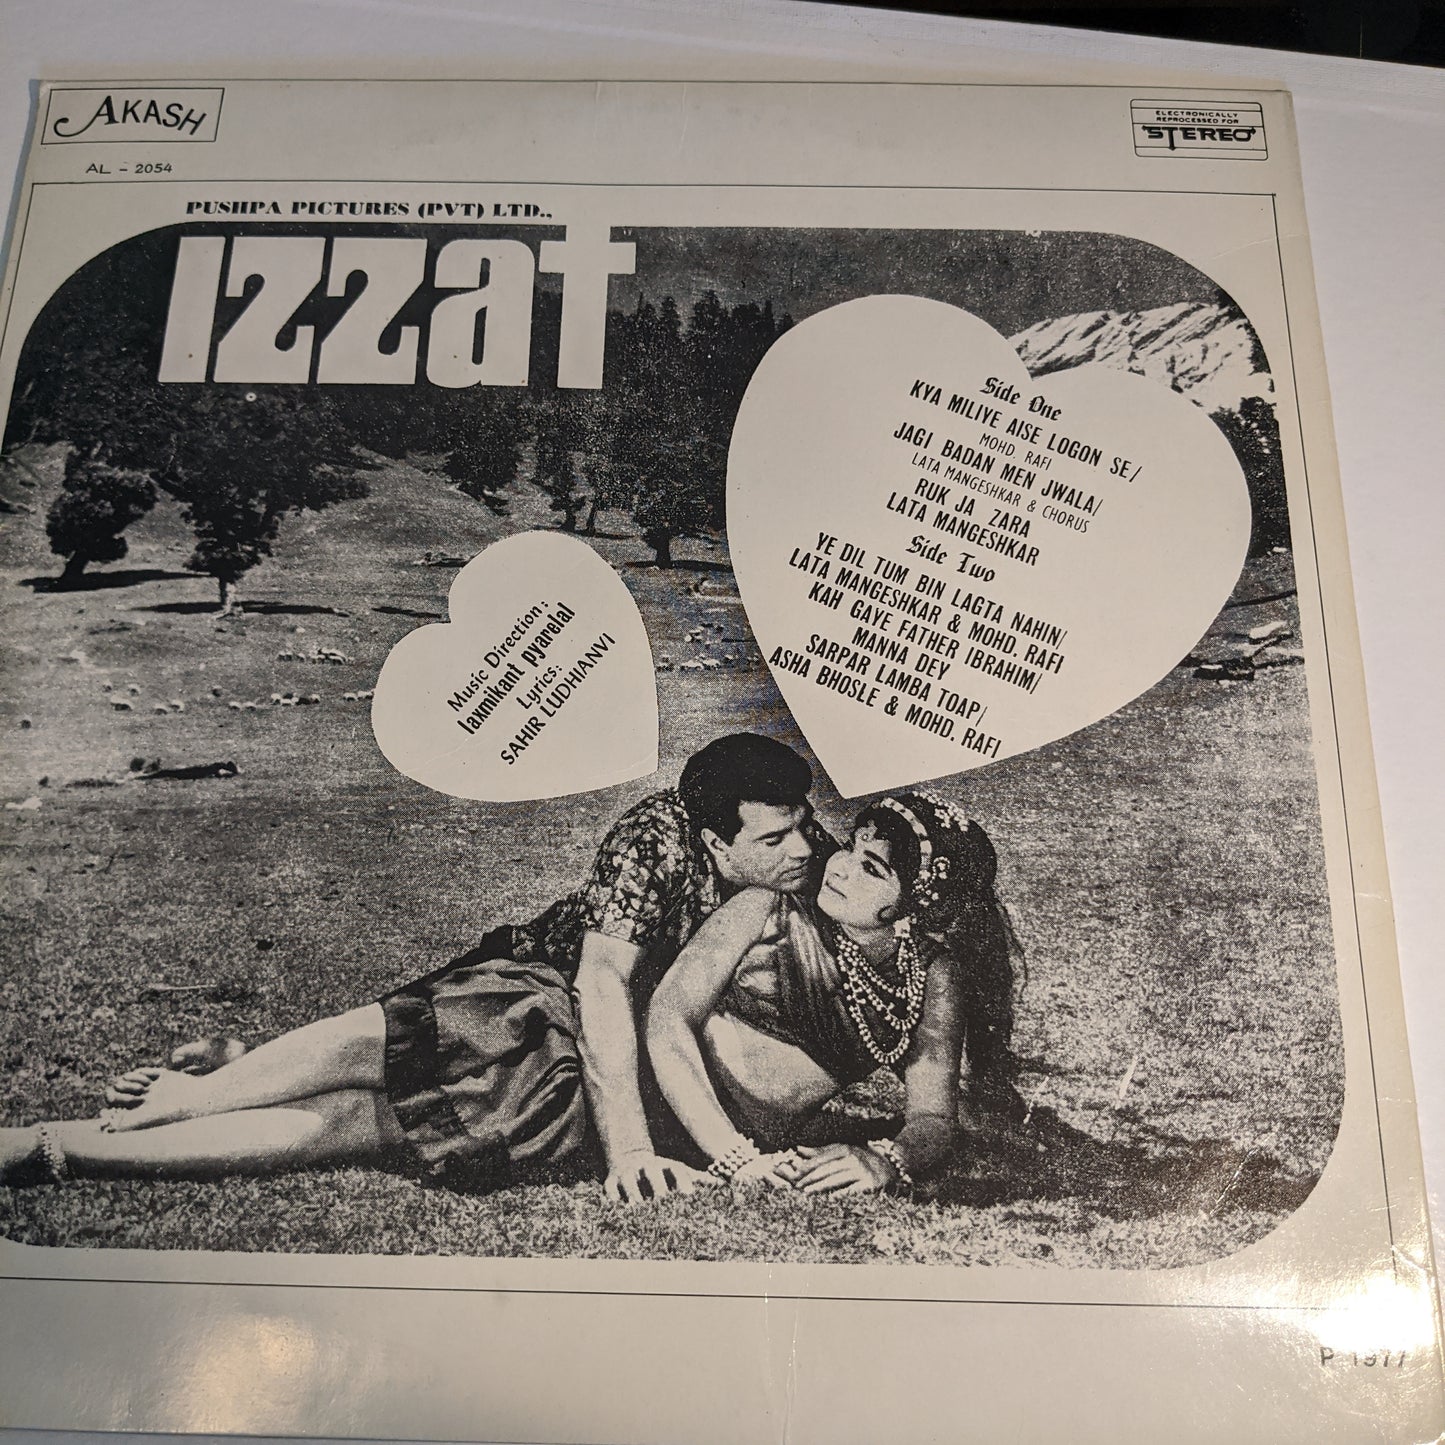 AKASH
AL - 2054
ELECTRONICALLY
REPROCESSED FOR
STEREO
PUSHPA PICTURES (PVT) LTD.,
Izzat
Side One
KYA MILIYE AISE LOGON SE/
MOHD. RAFI
JAGI BADAN MEN JWALA/
LATA MANGESHKAR & CHORUS
RUK JA ZARA
LATA MANGESHKAR
Side Two
YE DIL TUM BIN LAGTA NAHIN/
LATA MANGESHKAR & MOHD. RAFI
KAH GAYE FATHER IBRAHIM/
MANNA DEY
SARPAR LAMBA TOAP/
ASHA BHOSLE & MOHD. RAFI
Music Direction:
laxmikant pyarelal
Lyrics:
SAHIR LUDHIANVI
P 1977